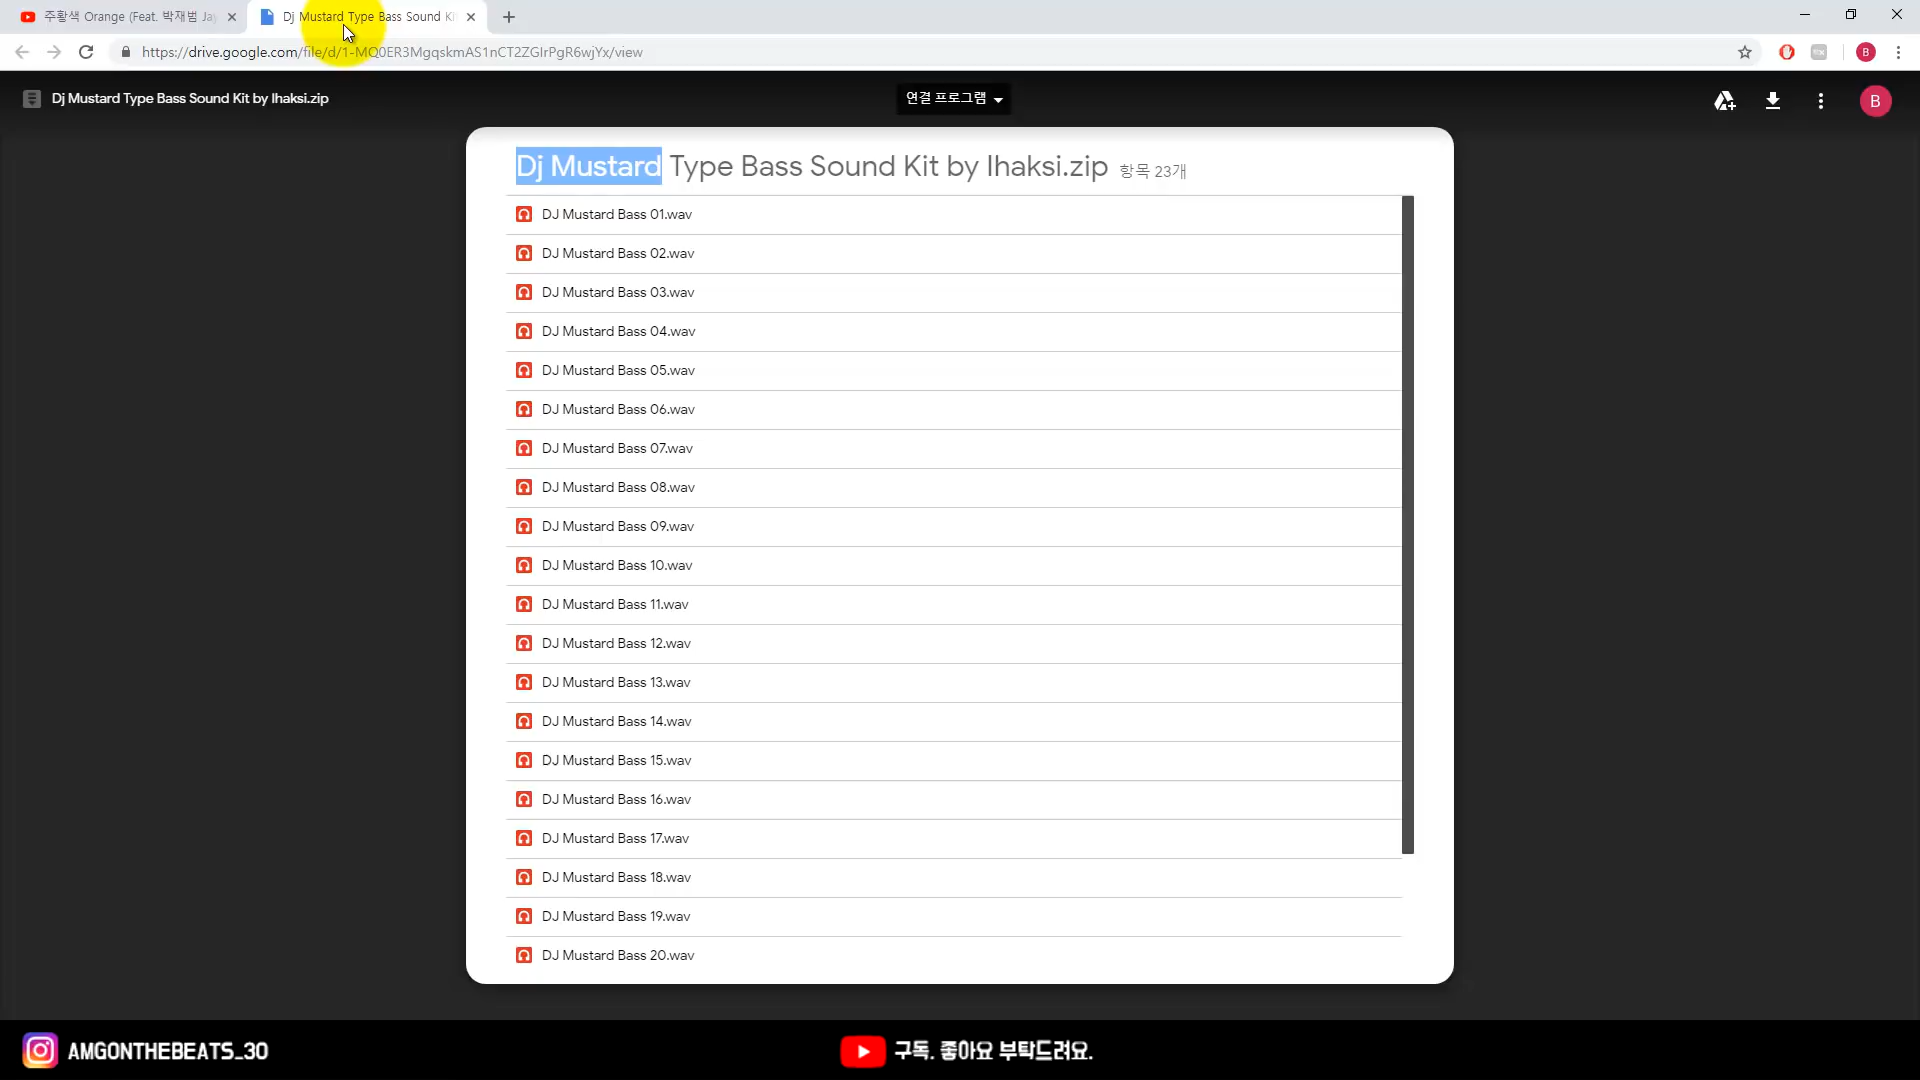 주황색 Orange (Feat. 박재범 Jay
Dj Mustard Type Bass Sound Ki
https://drive.google.com/file/d/1-MQ0ER3MgqskmAS1nCT2ZGIrPgR6wjYx/view
B
Dj Mustard Type Bass Sound Kit by Ihaksi.zip
연결 프로그램
B
Dj Mustard Type Bass Sound Kit by Ihaksi.zip 항목 23개
DJ Mustard Bass 01.wav
DJ Mustard Bass 02.wav
DJ Mustard Bass 03.wav
DJ Mustard Bass 04.wav
DJ Mustard Bass 05.wav
DJ Mustard Bass 06.wav
DJ Mustard Bass 07.wav
DJ Mustard Bass 08.wav
DJ Mustard Bass 09.wav
DJ Mustard Bass 10.wav
DJ Mustard Bass 11.wav
DJ Mustard Bass 12.wav
DJ Mustard Bass 13.wav
DJ Mustard Bass 14.wav
DJ Mustard Bass 15.wav
DJ Mustard Bass 16.wav
DJ Mustard Bass 17.wav
DJ Mustard Bass 18.wav
DJ Mustard Bass 19.wav
DJ Mustard Bass 20.wav
AMGONTHEBEATS_30
구독. 좋아요 부탁드려요.